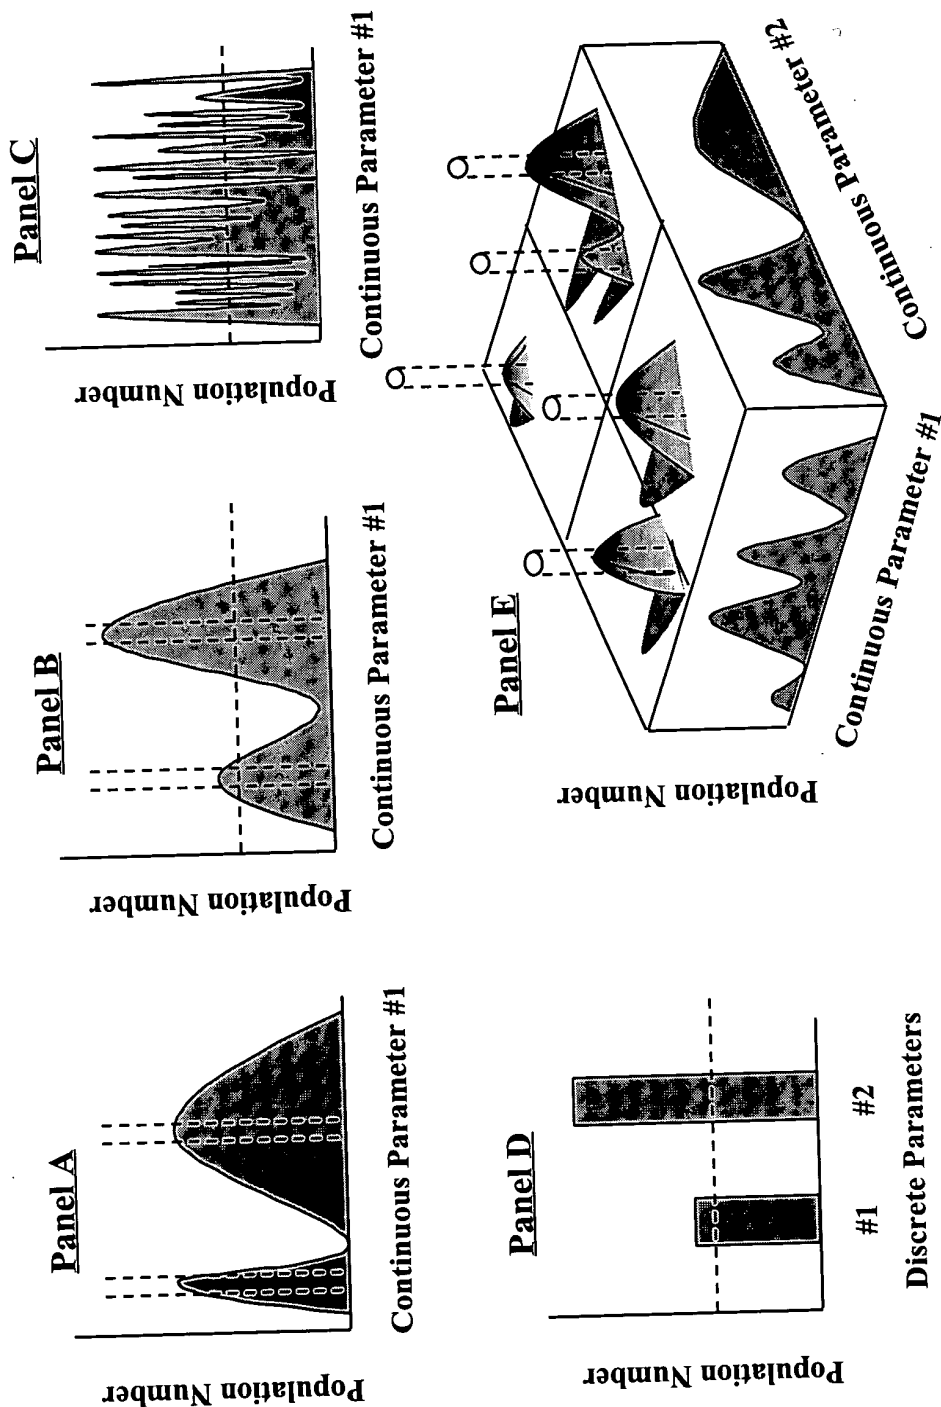 Panel A
Population Number
Continuous Parameter #1
Panel B
Population Number
Continuous Parameter #1
Panel C
Population Number
Continuous Parameter #1
Panel D
Population Number
#1
#2
Discrete Parameters
Panel E
Population Number
Continuous Parameter #1
Continuous Parameter #2